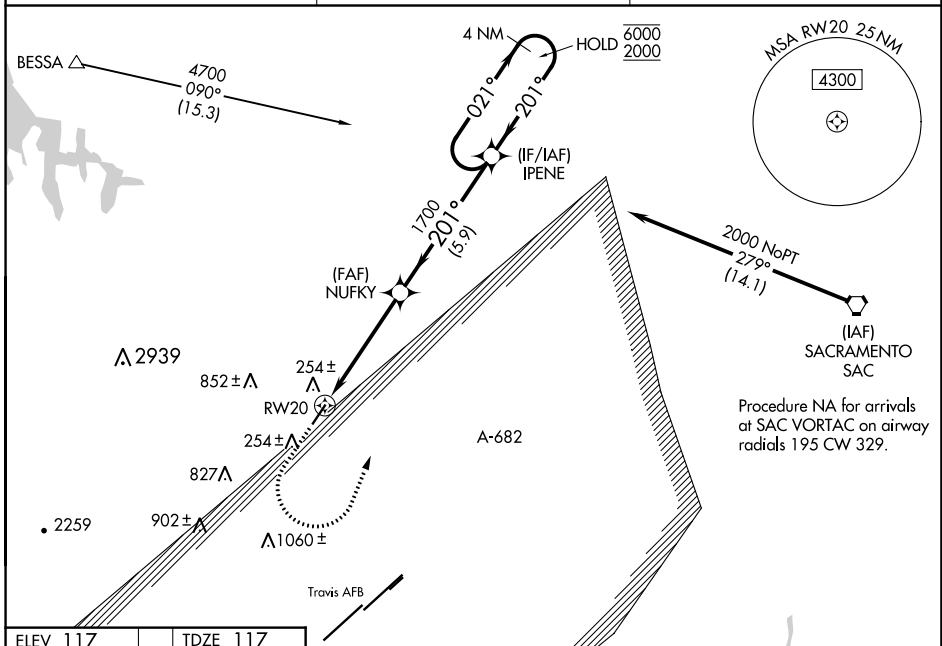 BESSA
4700
090°
(15.3)
4 NM
HOLD 6000
2000
021°
201°
(IF/IAF)
IPENE
MSA RW20 25 NM
4300
1700
201°
(5.9)
(FAF)
NUFKY
2000 NoPT
279°
(14.1)
(IAF)
SACRAMENTO
SAC
Procedure NA for arrivals
at SAC VORTAC on airway
radials 195 CW 329.
2939
852±
254±
RW20
254±
A-682
827
902±
2259
1060±
Travis AFB
ELEV 117
TDZE 117